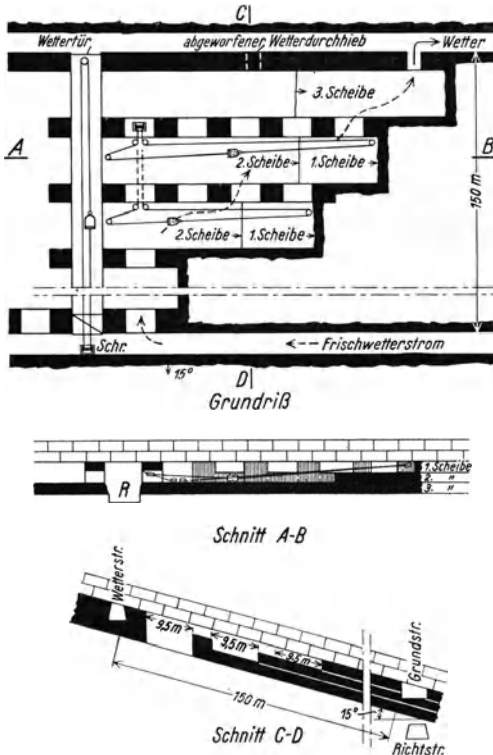 C
Wettertür
abgeworfener Wetterdurchhieb
Wetter
3. Scheibe
A
B
2. Scheibe
1. Scheibe
150 m
2. Scheibe
1. Scheibe
Schr.
Frischwetterstrom
15°
D
Grundriß
R
1. Scheibe
2. "
3. "
Schnitt A-B
Wetterstr.
9,5 m
9,5 m
9,5 m
Grundstr.
150 m
15°
Schnitt C-D
Richtstr.